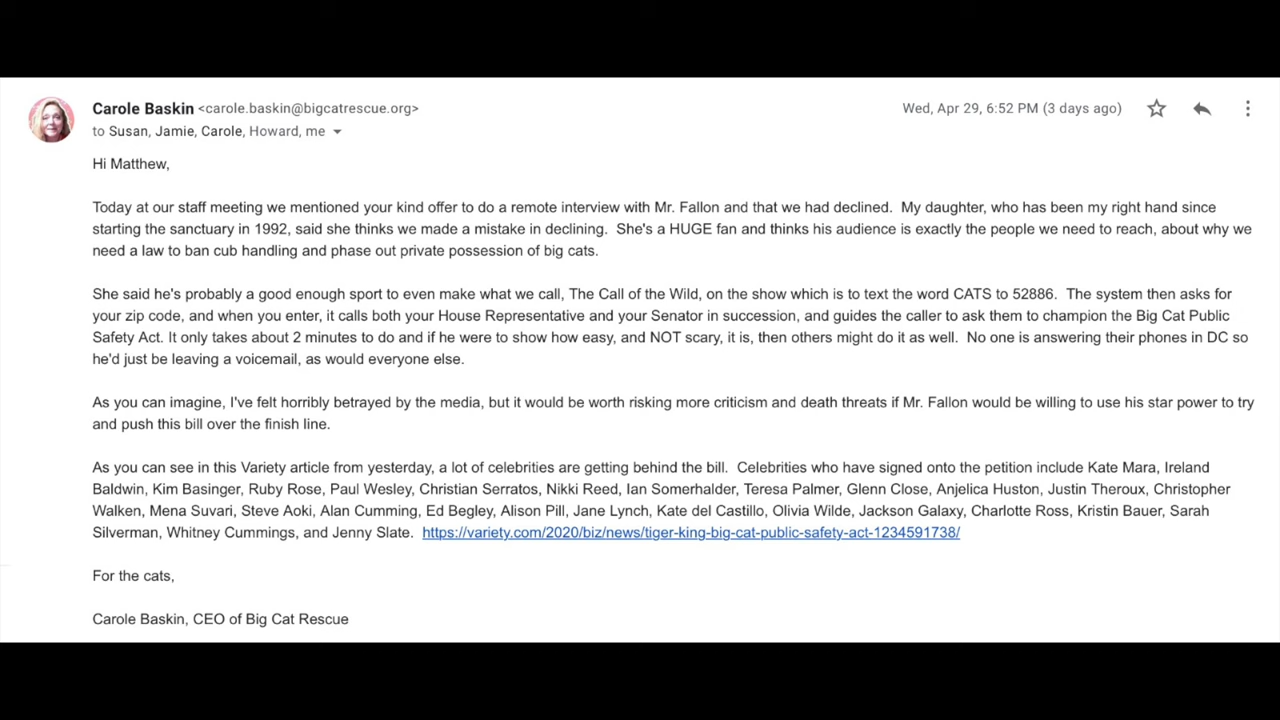 Carole Baskin <carole.baskin@bigcatrescue.org> Wed, Apr 29, 6:52 PM (3 days ago)
to Susan, Jamie, Carole, Howard, me
Hi Matthew,
Today at our staff meeting we mentioned your kind offer to do a remote interview with Mr. Fallon and that we had declined.  My daughter, who has been my right hand since
starting the sanctuary in 1992, said she thinks we made a mistake in declining.  She's a HUGE fan and thinks his audience is exactly the people we need to reach, about why we
need a law to ban cub handling and phase out private possession of big cats.
She said he's probably a good enough sport to even make what we call, The Call of the Wild, on the show which is to text the word CATS to 52886.  The system then asks for
your zip code, and when you enter, it calls both your House Representative and your Senator in succession, and guides the caller to ask them to champion the Big Cat Public
Safety Act. It only takes about 2 minutes to do and if he were to show how easy, and NOT scary, it is, then others might do it as well.  No one is answering their phones in DC so
he'd just be leaving a voicemail, as would everyone else.
As you can imagine, I've felt horribly betrayed by the media, but it would be worth risking more criticism and death threats if Mr. Fallon would be willing to use his star power to try
and push this bill over the finish line.
As you can see in this Variety article from yesterday, a lot of celebrities are getting behind the bill.  Celebrities who have signed onto the petition include Kate Mara, Ireland
Baldwin, Kim Basinger, Ruby Rose, Paul Wesley, Christian Serratos, Nikki Reed, Ian Somerhalder, Teresa Palmer, Glenn Close, Anjelica Huston, Justin Theroux, Christopher
Walken, Mena Suvari, Steve Aoki, Alan Cumming, Ed Begley, Alison Pill, Jane Lynch, Kate del Castillo, Olivia Wilde, Jackson Galaxy, Charlotte Ross, Kristin Bauer, Sarah
Silverman, Whitney Cummings, and Jenny Slate.  https://variety.com/2020/biz/news/tiger-king-big-cat-public-safety-act-1234591738/
For the cats,
Carole Baskin, CEO of Big Cat Rescue